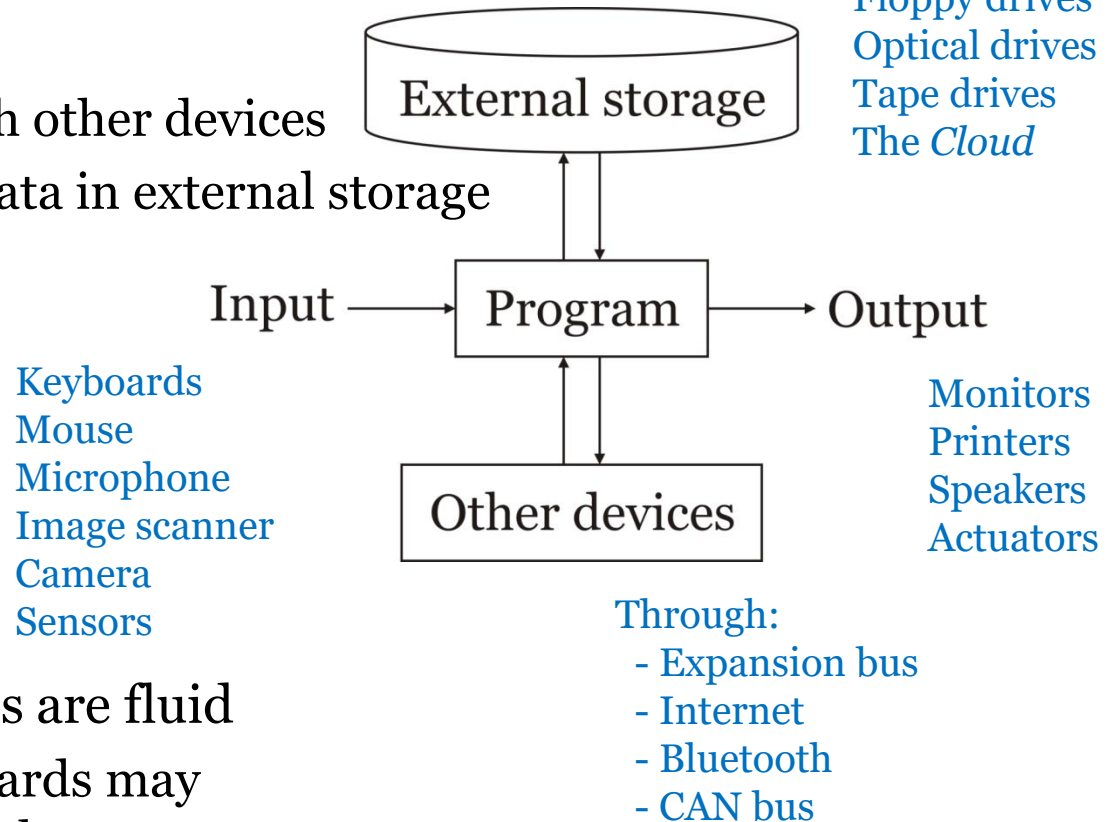 Floppy drives
Optical drives
Tape drives
The Cloud
External storage
h other devices
ata in external storage
Input
Program
Output
Keyboards
Mouse
Microphone
Image scanner
Camera
Sensors
Monitors
Printers
Speakers
Actuators
Other devices
Through:
- Expansion bus
- Internet
- Bluetooth
- CAN bus
s are fluid
ards may